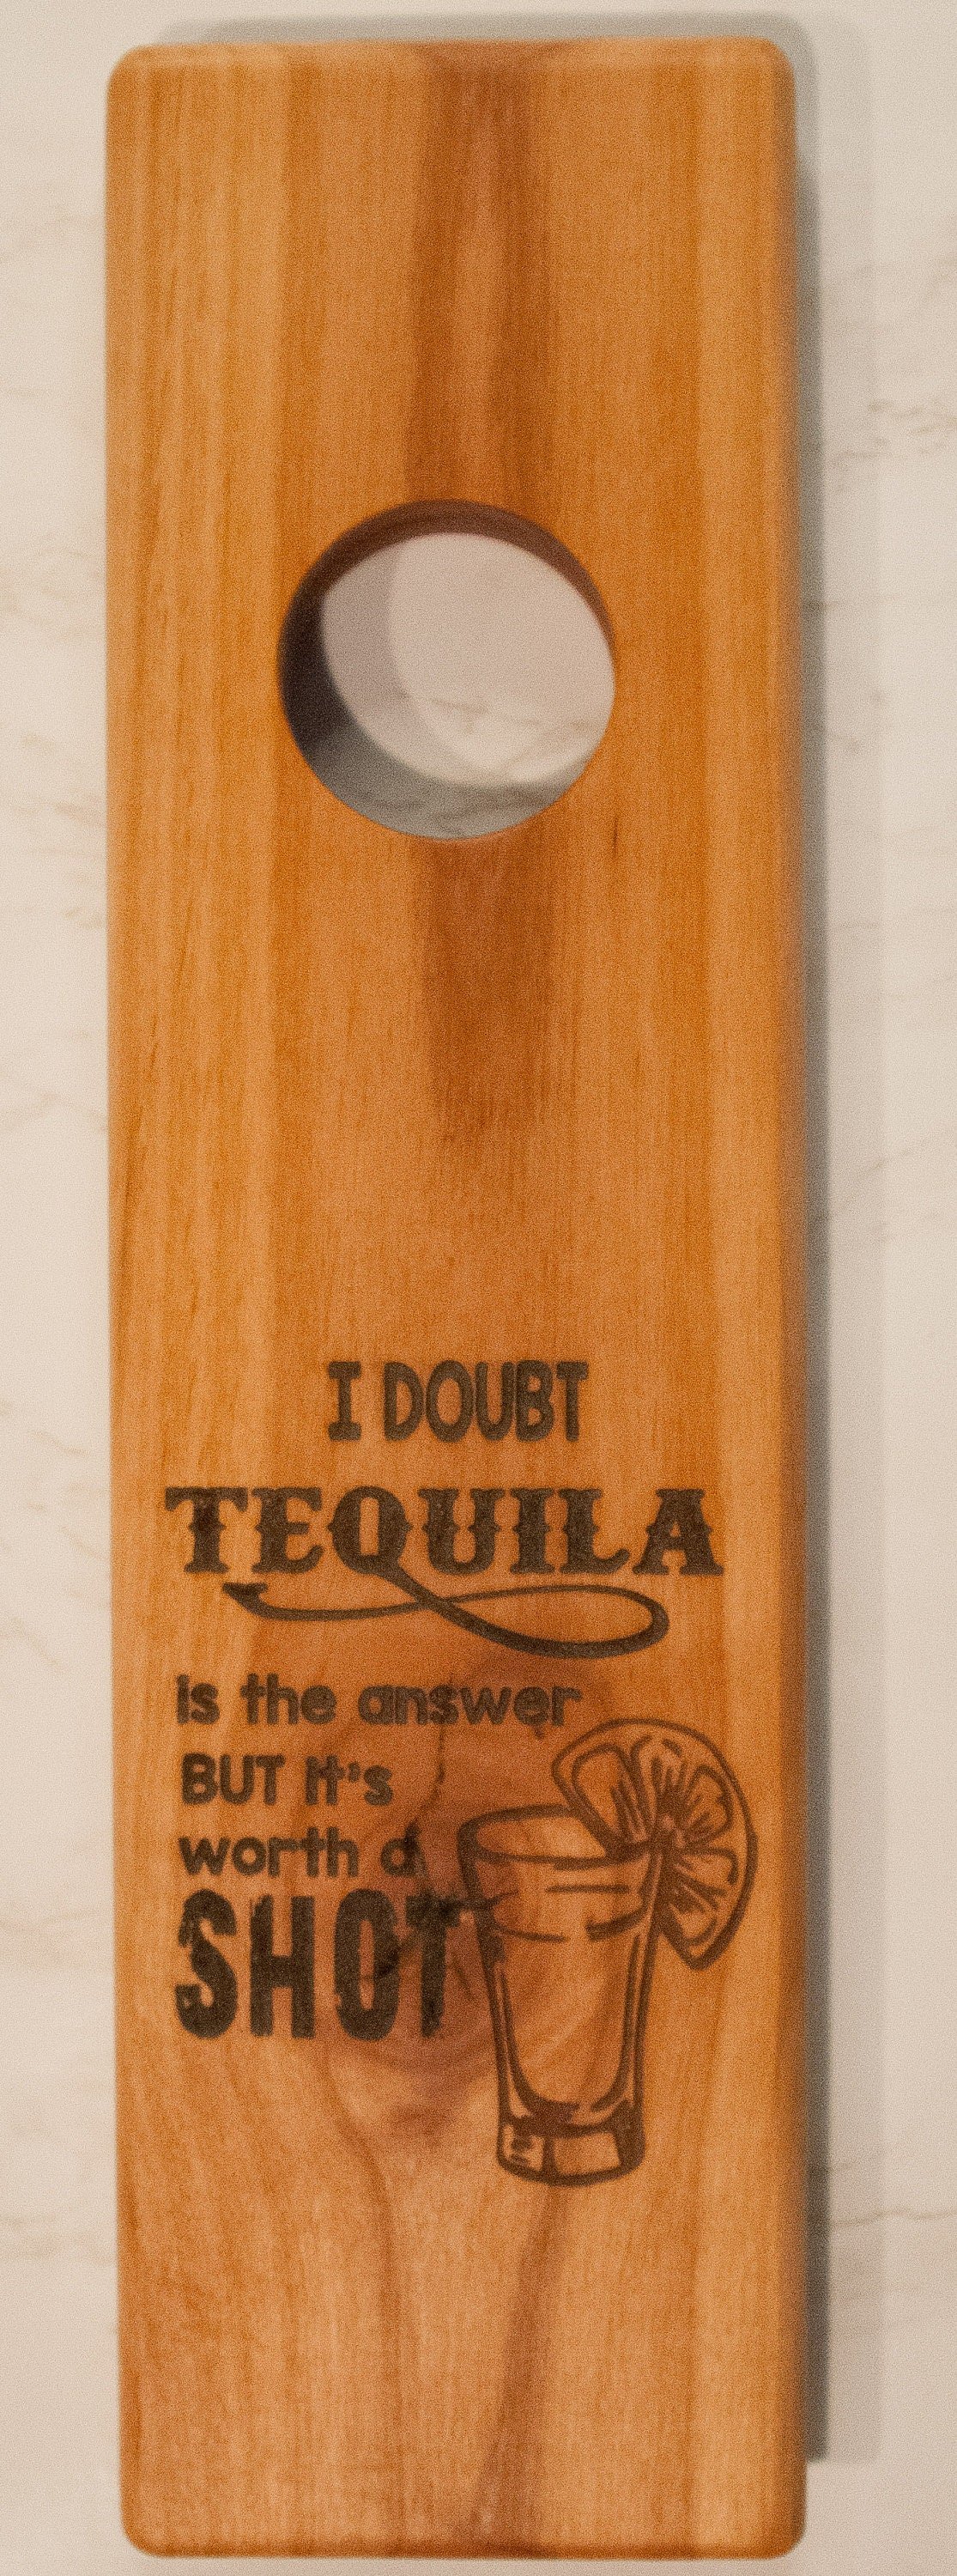 I DOUBT
TEQUILA
is the answer
BUT it's
worth a
SHOT